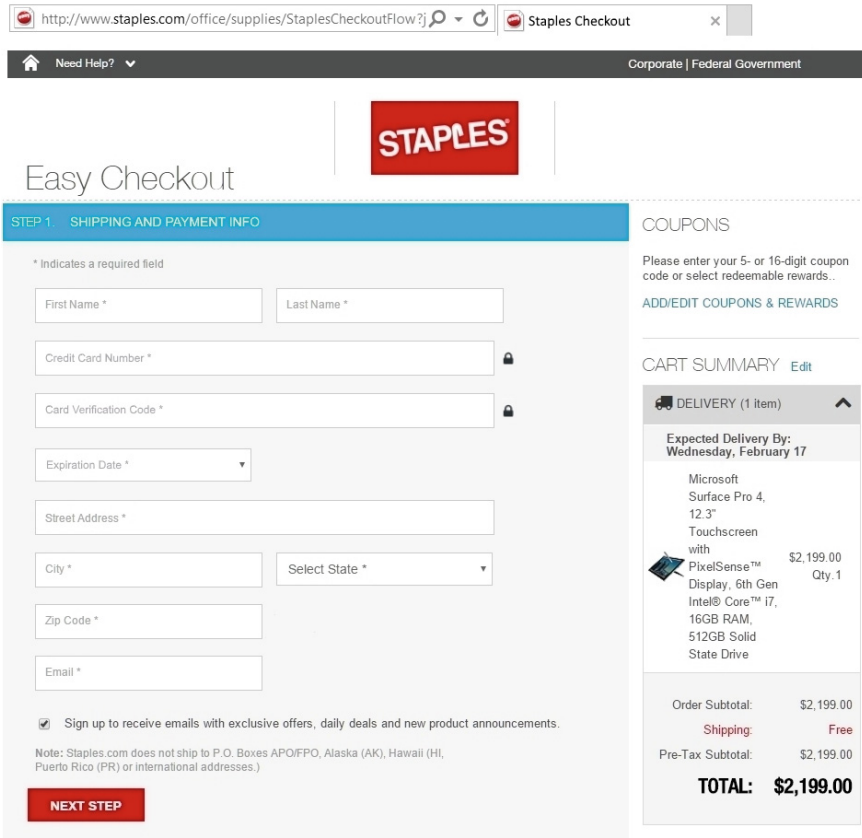 http://www.staples.com/office/supplies/StaplesCheckoutFlow?j
Staples Checkout
Need Help?
Corporate | Federal Government
STAPLES
Easy Checkout
STEP 1. SHIPPING AND PAYMENT INFO
* Indicates a required field
First Name *
Last Name *
Credit Card Number *
Card Verification Code *
Expiration Date *
Street Address *
City *
Select State *
Zip Code *
Email *
Sign up to receive emails with exclusive offers, daily deals and new product announcements.
Note: Staples.com does not ship to P.O. Boxes APO/FPO, Alaska (AK), Hawaii (HI,
Puerto Rico (PR) or international addresses.)
NEXT STEP
COUPONS
Please enter your 5- or 16-digit coupon
code or select redeemable rewards..
ADD/EDIT COUPONS & REWARDS
CART SUMMARY Edit
DELIVERY (1 item)
Expected Delivery By:
Wednesday, February 17
Microsoft
Surface Pro 4,
12.3"
Touchscreen
with
PixelSense™
Display, 6th Gen
Intel® Core™ i7,
16GB RAM,
512GB Solid
State Drive
$2,199.00
Qty.1
Order Subtotal: $2,199.00
Shipping: Free
Pre-Tax Subtotal: $2,199.00
TOTAL: $2,199.00